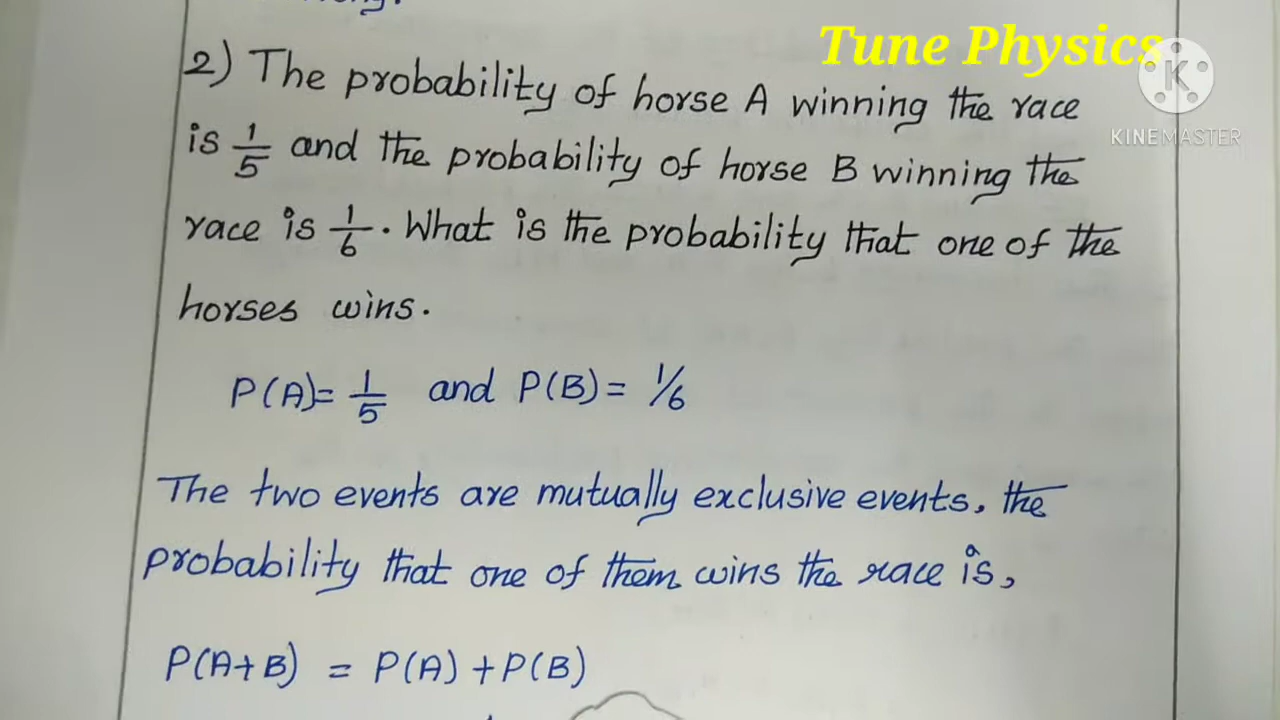 Tune Physics
K
KINEMASTER
2) The probability of horse A winning the race
is 1/5 and the probability of horse B winning the
race is 1/6. What is the probability that one of the
horses wins.
P(A)= 1/5 and P(B) = 1/6
The two events are mutually exclusive events, the
probability that one of them wins the race is,
P(A+B) = P(A) + P(B)